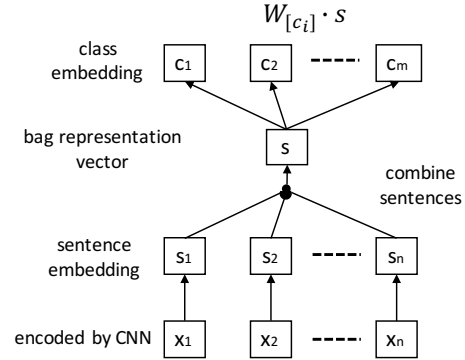 W[ci] · s
class
embedding
c1 c2 cm
bag representation
vector
s
combine
sentences
sentence
embedding
s1 s2 sn
encoded by CNN
x1 x2 xn